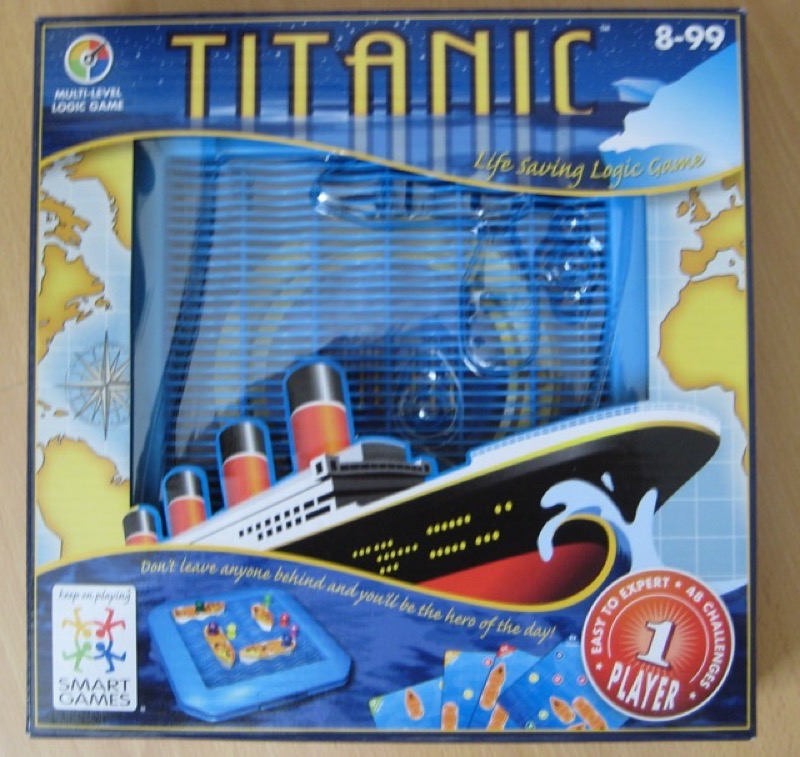 TITANIC™
8-99
MULTI-LEVEL
LOGIC GAME
Life Saving Logic Game
Don't leave anyone behind and you'll be the hero of the day!
keep on playing
SMART
GAMES
EASY TO EXPERT • 48 CHALLENGES
1
PLAYER